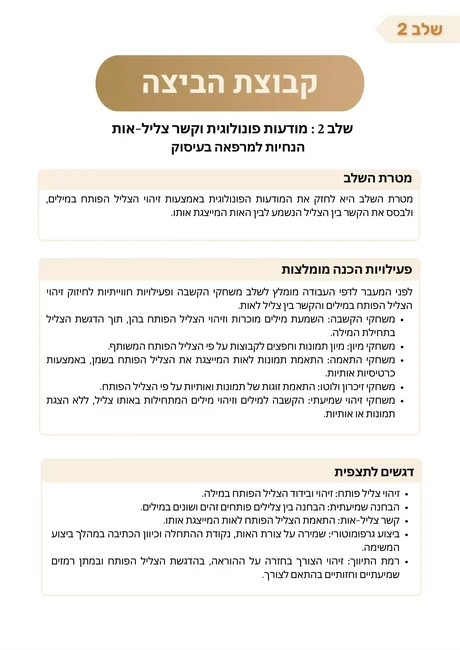 שלב 2
קבוצת הביצה
שלב 2 : מודעות פונולוגית וקשר צליל-אות
הנחיות למרפאה בעיסוק
מטרת השלב
מטרת השלב היא לחזק את המודעות הפונולוגית באמצעות זיהוי הצליל הפותח במילים,
ולבסס את הקשר בין הצליל הנשמע לבין האות המייצגת אותו.
פעילויות הכנה מומלצות
לפני המעבר לדפי העבודה מומלץ לשלב משחקי הקשבה ופעילויות חווייתיות לחיזוק זיהוי
הצליל הפותח במילים והקשר בין צליל לאות.
• משחקי הקשבה: השמעת מילים מוכרות וזיהוי הצליל הפותח בהן, תוך הדגשת הצליל
בתחילת המילה.
• משחקי מיון: מיון תמונות וחפצים לקבוצות על פי הצליל הפותח המשותף.
• משחקי התאמה: התאמת תמונות לאות המייצגת את הצליל הפותח בשמן, באמצעות
כרטיסיות אותיות.
• משחקי זיכרון ולוטו: התאמת זוגות של תמונות ואותיות על פי הצליל הפותח.
• משחקי זיהוי שמיעתי: הקשבה למילים וזיהוי מילים המתחילות באותו צליל, ללא הצגת
תמונות או אותיות.
דגשים לתצפית
• זיהוי צליל פותח: זיהוי ובידוד הצליל הפותח במילה.
• הבחנה שמיעתית: הבחנה בין צלילים פותחים זהים ושונים במילים.
• קשר צליל-אות: התאמת הצליל הפותח לאות המייצגת אותו.
• ביצוע גרפומוטורי: שמירה על צורת האות, נקודת ההתחלה וכיוון הכתיבה במהלך ביצוע
המשימה.
• רמת התיווך: זיהוי הצורך בחזרה על ההוראה, בהדגשת הצליל הפותח ובמתן רמזים
שמיעתיים וחזותיים בהתאם לצורך.